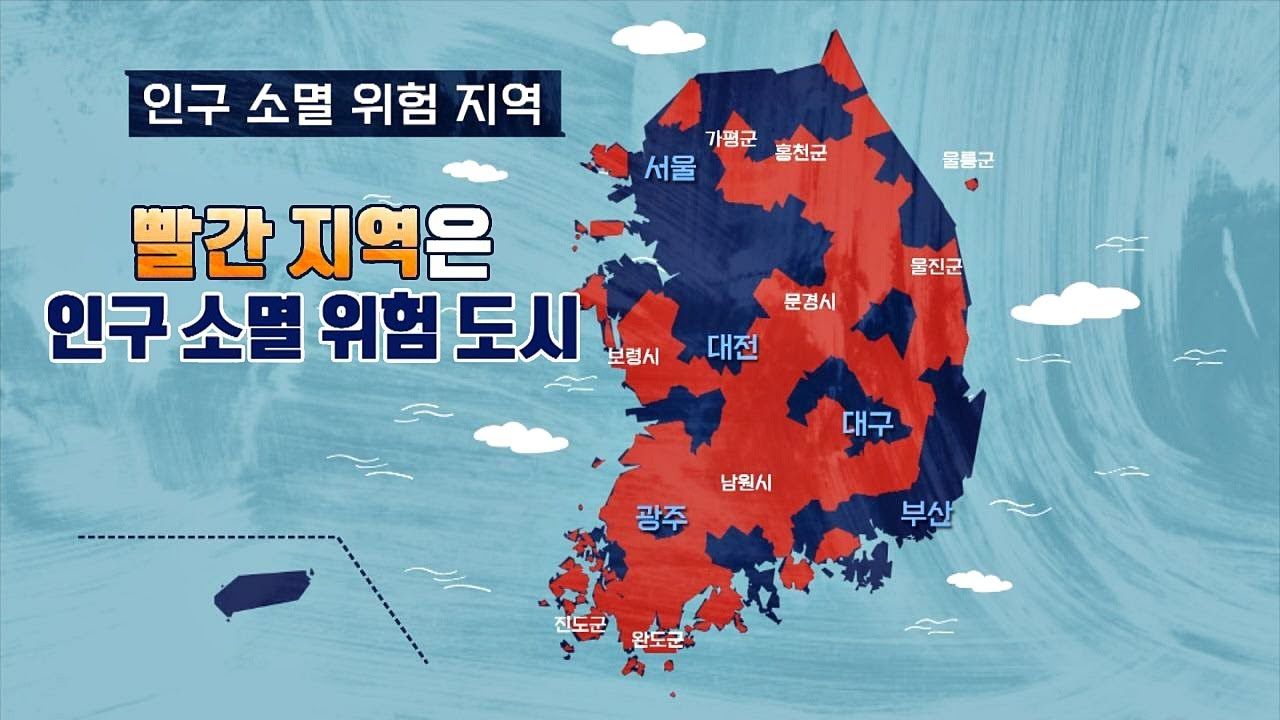 인구 소멸 위험 지역
빨간 지역은
인구 소멸 위험 도시
가평군
홍천군
울릉군
서울
울진군
문경시
보령시
대전
대구
남원시
광주
부산
진도군
완도군